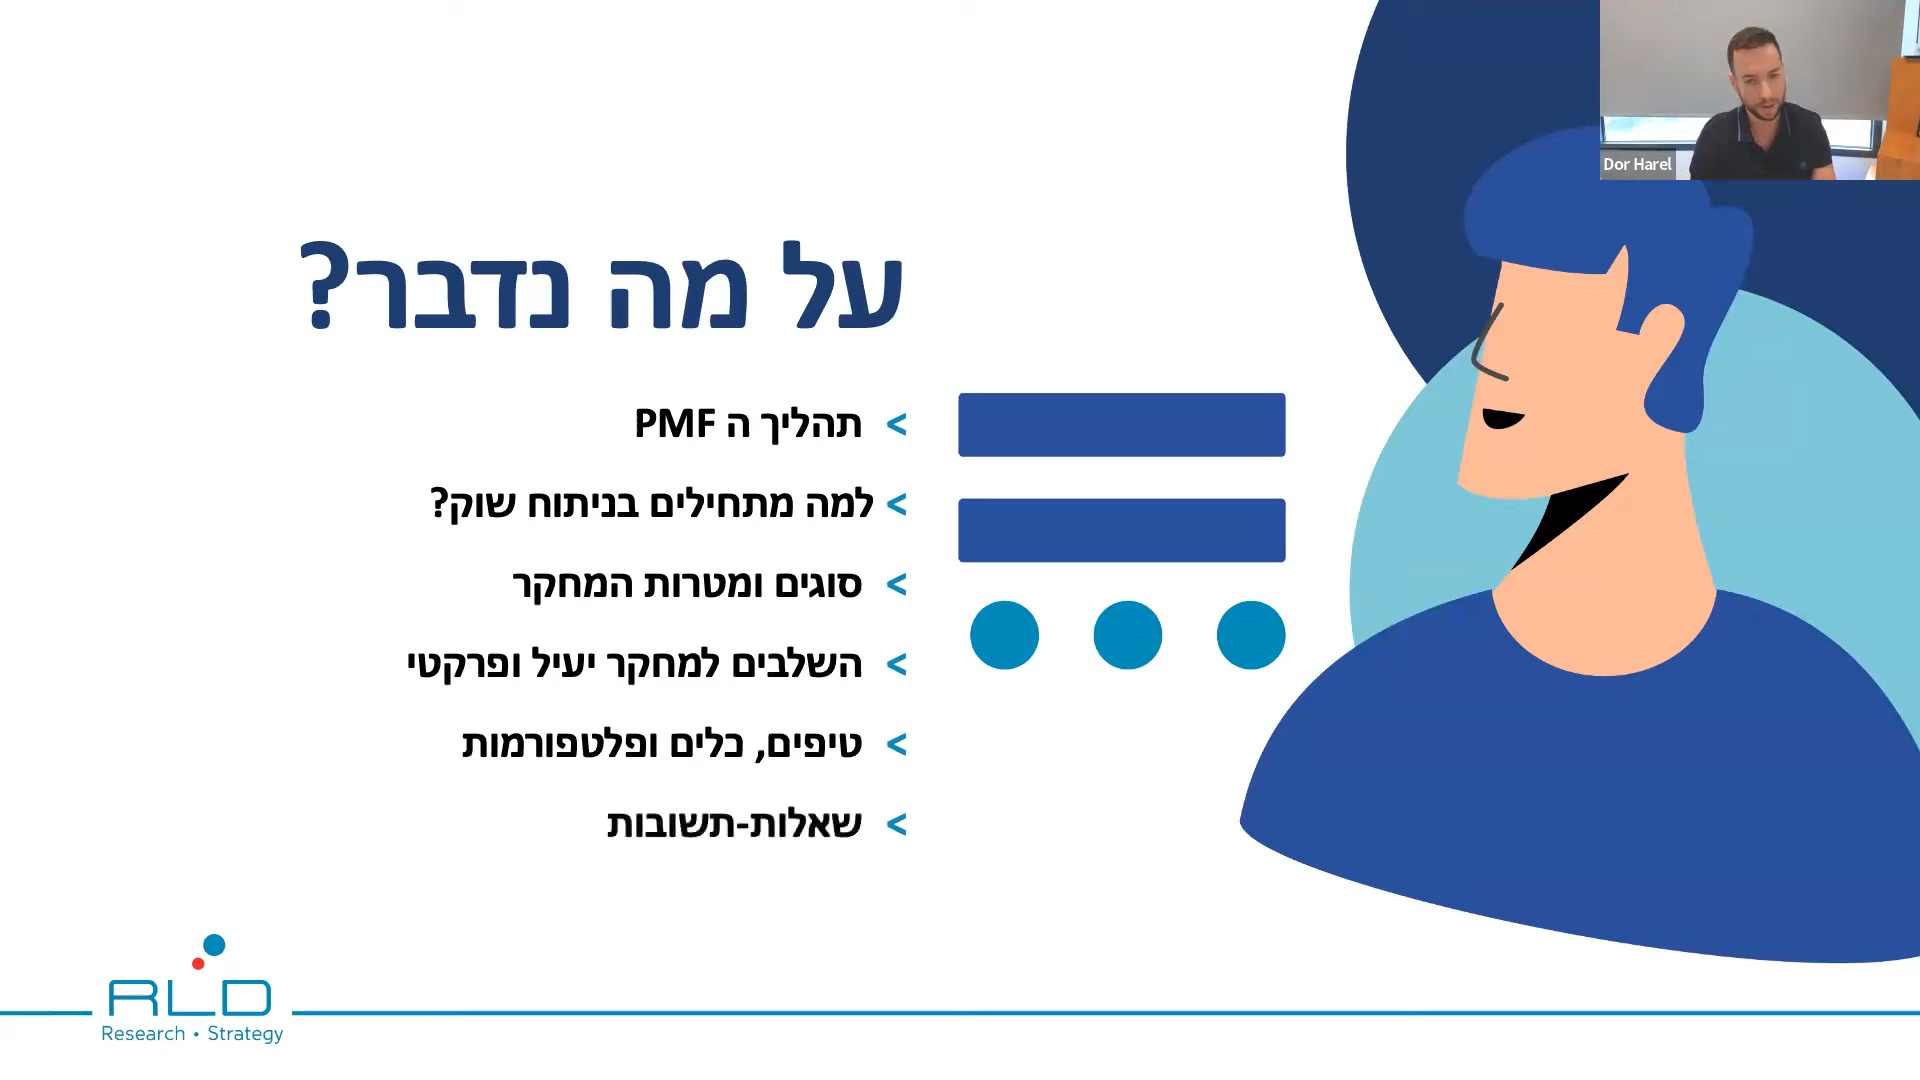 Dor Harel
על מה נדבר?
> תהליך ה PMF
> למה מתחילים בניתוח שוק?
> סוגים ומטרות המחקר
> השלבים למחקר יעיל ופרקטי
> טיפים, כלים ופלטפורמות
> שאלות-תשובות
RLD
Research • Strategy